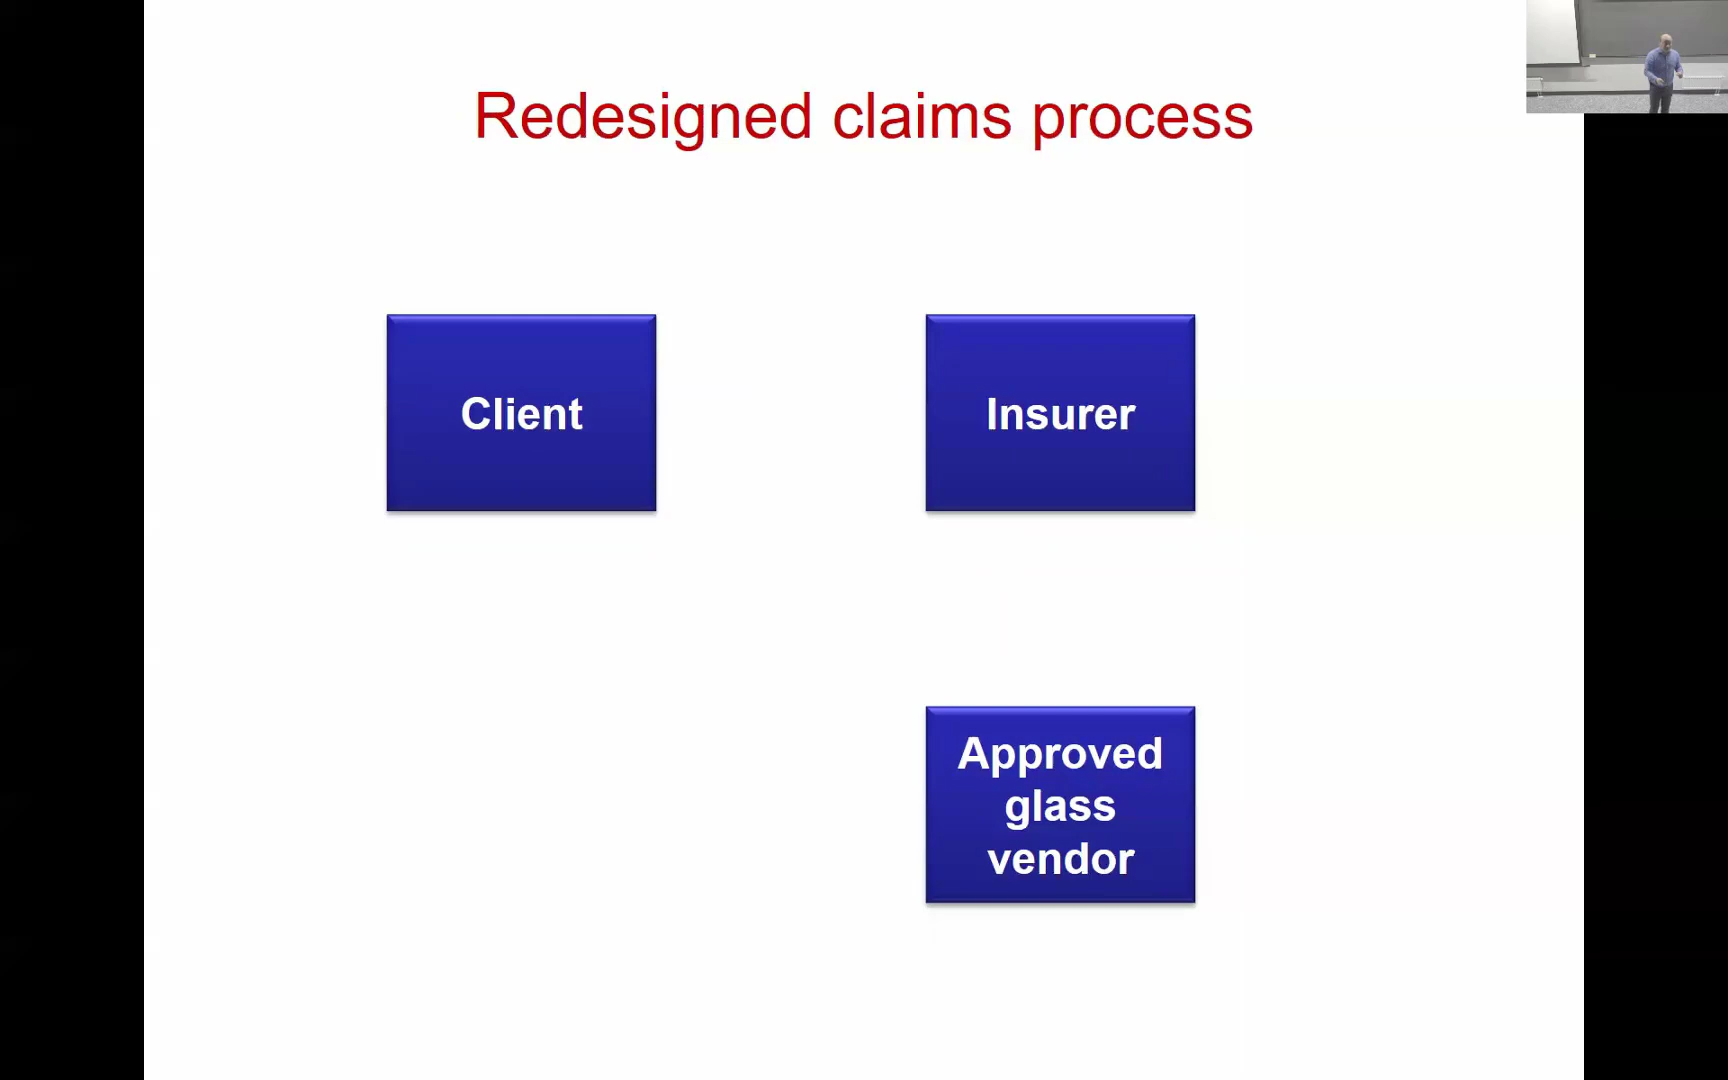 Redesigned claims process
Client
Insurer
Approved
glass
vendor